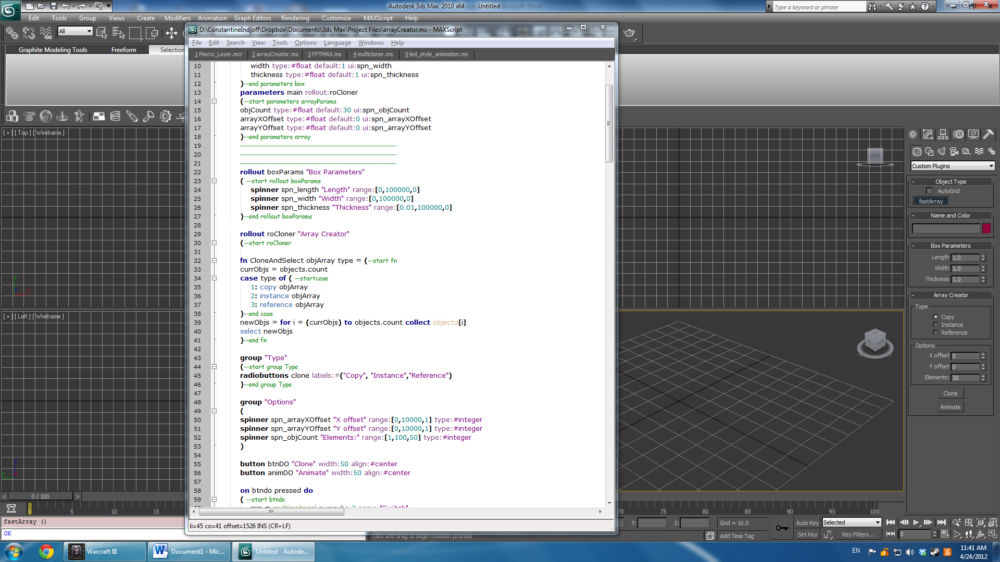 Autodesk 3ds Max 2010 x64
Untitled
Type a keyword or phrase
Edit Tools Group Views Create Modifiers Animation Graph Editors Rendering Customize MAXScript Help
All
Graphite Modeling Tools Freeform Selection
D:\ConstantineIndjoff\Dropbox\Documents\3ds Max\Project Files\arrayCreator.ms - MAXScript
File Edit Search View Tools Options Language Windows Help
1 Macro_Layer.mcr 2 arrayCreator.ms 3 FFTMAX.ms 4 multicloner.ms 5 led_style_animation.ms
10 width type:#float default:1 ui:spn_width
11 thickness type:#float default:1 ui:spn_thickness
12 )--end parameters box
13 parameters main rollout:roCloner
14 (--start parameters arrayParams
15 objCount type:#float default:30 ui:spn_objCount
16 arrayXOffset type:#float default:0 ui:spn_arrayXOffset
17 arrayYOffset type:#float default:0 ui:spn_arrayYOffset
18 )--end parameters array
19 ------------------------------------------------------------
20 ------------------------------------------------------------
21 ------------------------------------------------------------
22 rollout boxParams "Box Parameters"
23 ( --start rollout boxParams
24 spinner spn_length "Length" range:[0,100000,0]
25 spinner spn_width "Width" range:[0,100000,0]
26 spinner spn_thickness "Thickness" range:[0.01,100000,0]
27 )--end rollout boxParams
28
29 rollout roCloner "Array Creator"
30 (--start roCloner
31
32 fn CloneAndSelect objArray type = (--start fn
33 currObjs = objects.count
34 case type of ( --startcase
35 1: copy objArray
36 2: instance objArray
37 3: reference objArray
38 )--end case
39 newObjs = for i = (currObjs) to objects.count collect objects[i]
40 select newObjs
41 )--end fn
42
43 group "Type"
44 (--start group Type
45 radiobuttons clone labels:#("Copy", "Instance","Reference")
46 )--end group Type
47
48 group "Options"
49 (
50 spinner spn_arrayXOffset "X offset" range:[0,10000,1] type:#integer
51 spinner spn_arrayYOffset "Y offset" range:[0,10000,1] type:#integer
52 spinner spn_objCount "Elements:" range:[1,100,50] type:#integer
53 )
54
55 button btnDO "Clone" width:50 align:#center
56 button animDO "Animate" width:50 align:#center
57
58 on btndo pressed do
59 ( --start btndo
li=45 co=41 offset=1526 INS (CR+LF)
[ + ] [ Top ] [ Wireframe ]
y
z x
[ + ] [ Left ] [ Wireframe ]
z
y
FRONT
Custom Plugins
- Object Type
AutoGrid
fastArray
- Name and Color
- Box Parameters
Length 1.0
Width 1.0
Thickness 1.0
- Array Creator
Type
Copy
Instance
Reference
Options
X offset 0
Y offset 0
Elements: 30
Clone
Animate
< 0 / 100 >
0 5 10 15 70 75 80 85 90 95 100
fastArray ()
OK
Y: Z: Grid = 10.0
Click and drag to begin creation process
Add Time Tag
Auto Key Selected
Set Key Key Filters...
0
Warcraft III
Document1 - Mic...
Untitled - Autode...
EN
11:41 AM
4/24/2012